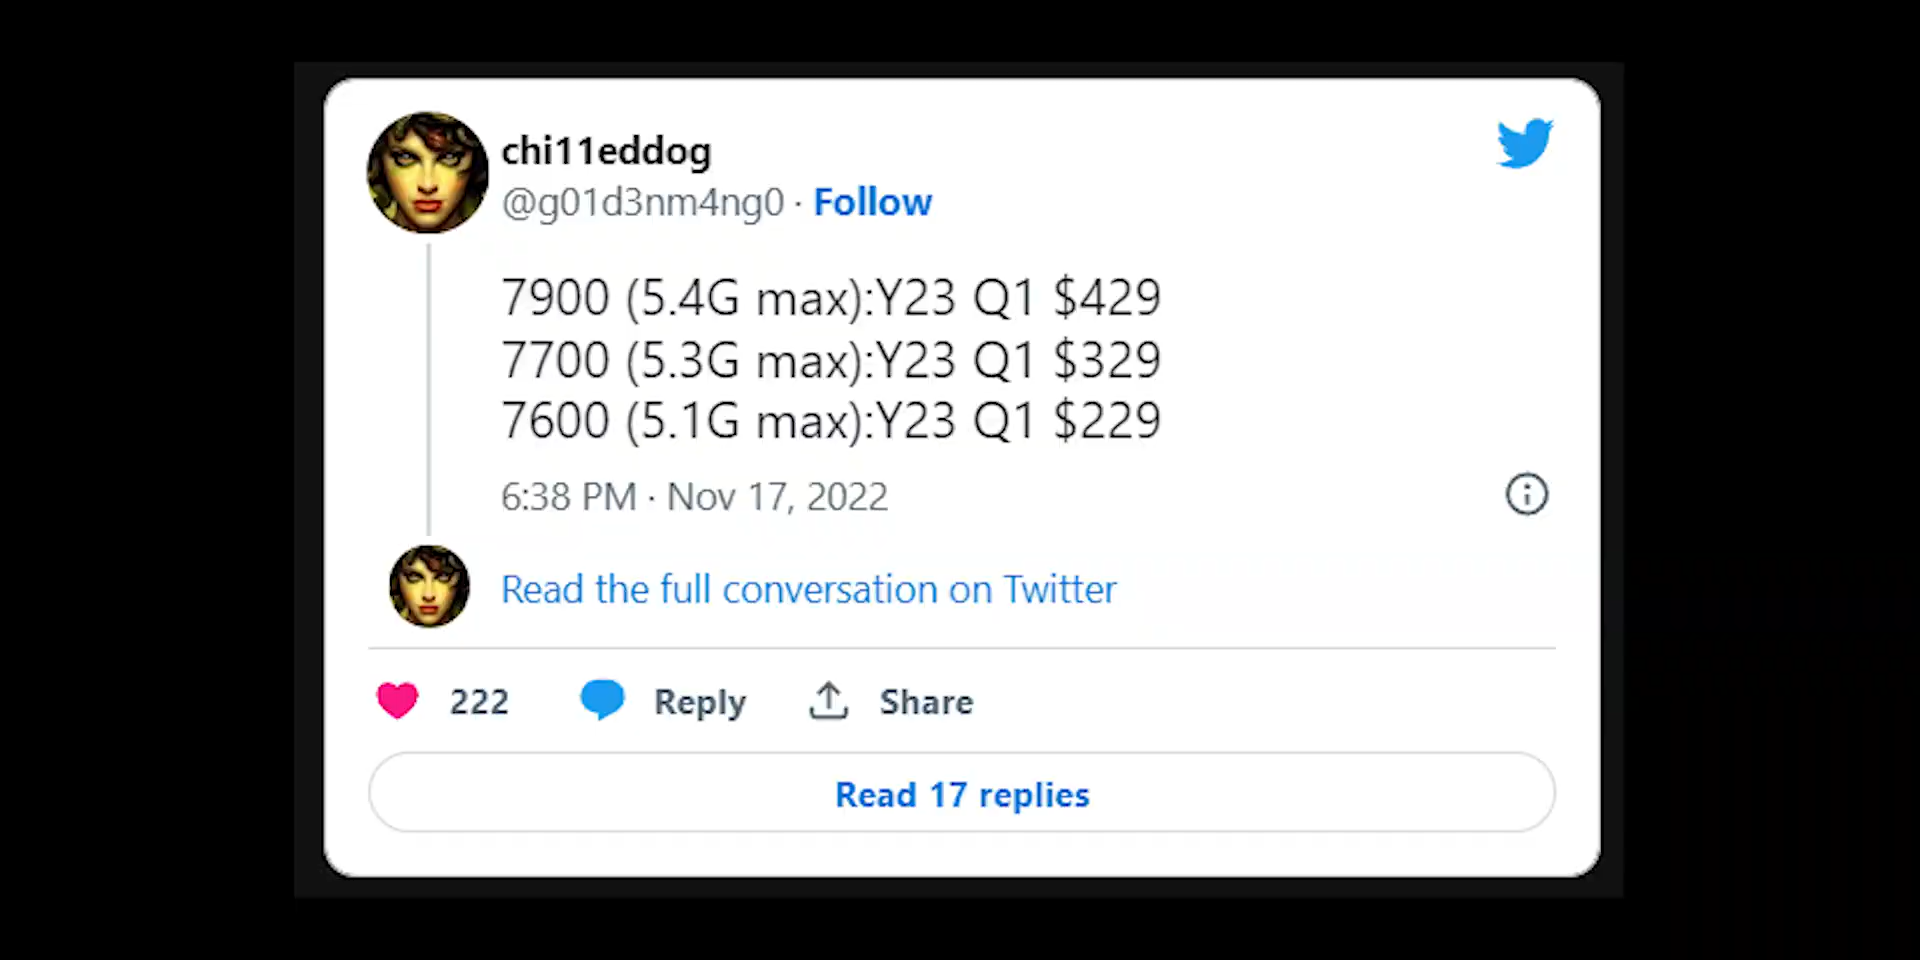 chi11eddog
@g01d3nm4ng0 · Follow
7900 (5.4G max):Y23 Q1 $429
7700 (5.3G max):Y23 Q1 $329
7600 (5.1G max):Y23 Q1 $229
6:38 PM · Nov 17, 2022
Read the full conversation on Twitter
222 Reply Share
Read 17 replies